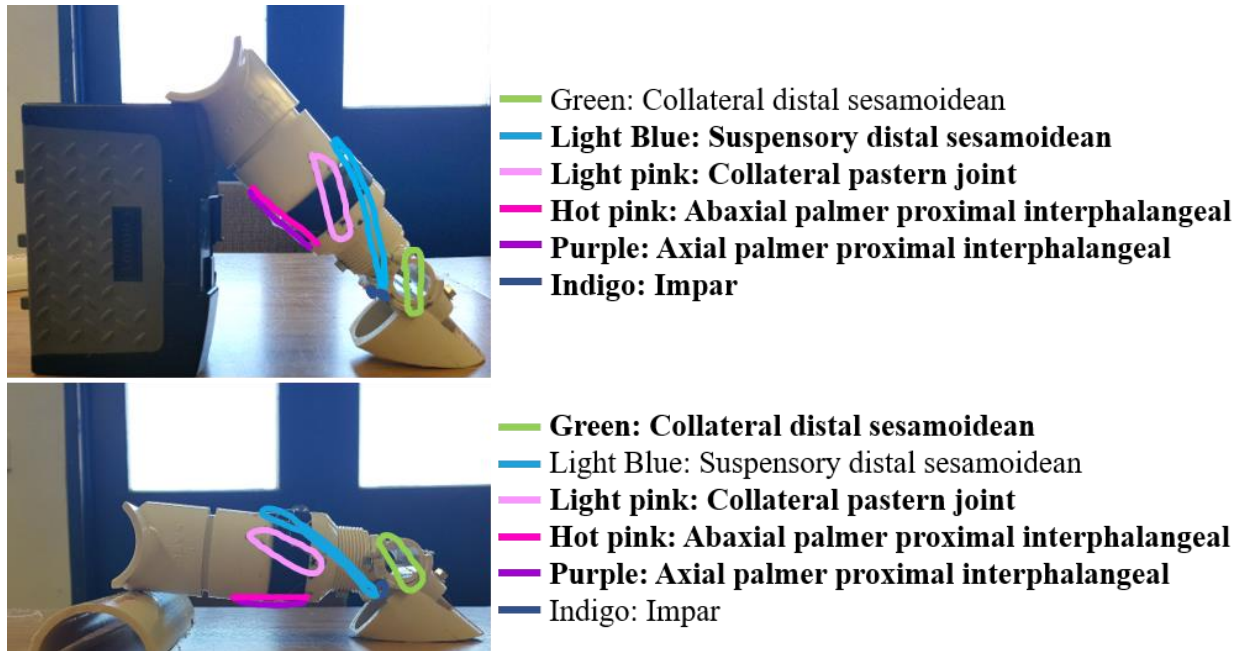 Green: Collateral distal sesamoidean
Light Blue: Suspensory distal sesamoidean
Light pink: Collateral pastern joint
Hot pink: Abaxial palmer proximal interphalangeal
Purple: Axial palmer proximal interphalangeal
Indigo: Impar
Green: Collateral distal sesamoidean
Light Blue: Suspensory distal sesamoidean
Light pink: Collateral pastern joint
Hot pink: Abaxial palmer proximal interphalangeal
Purple: Axial palmer proximal interphalangeal
Indigo: Impar